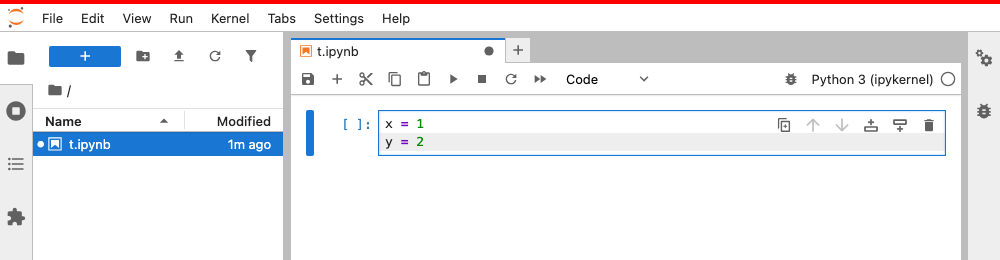 File Edit View Run Kernel Tabs Settings Help
+
/
Name Modified
t.ipynb 1m ago
t.ipynb +
Code Python 3 (ipykernel)
[ ]: x = 1
y = 2